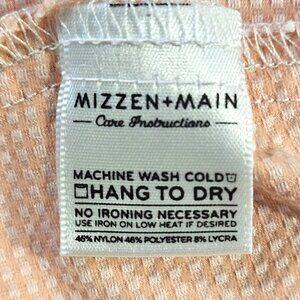 MIZZEN+MAIN
Care Instructions
MACHINE WASH COLD
HANG TO DRY
NO IRONING NECESSARY
USE IRON ON LOW HEAT IF DESIRED
46% NYLON 46% POLYESTER 8% LYCRA